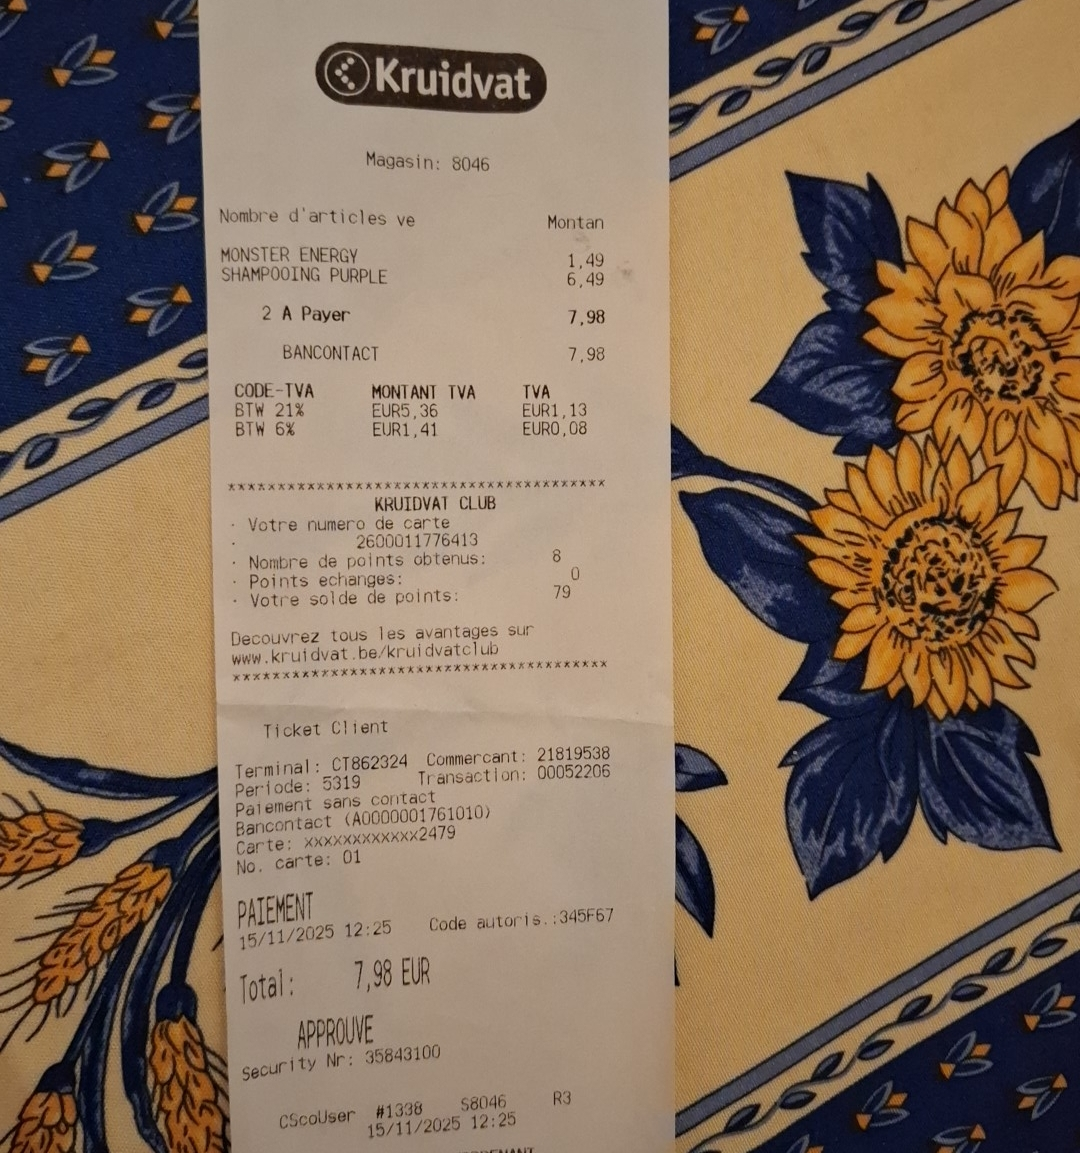 Kruidvat
Magasin: 8046
Nombre d'articles ve Montan
MONSTER ENERGY 1,49
SHAMPOOING PURPLE 6,49
2 A Payer 7,98
BANCONTACT 7,98
CODE-TVA MONTANT TVA TVA
BTW 21% EUR5,36 EUR1,13
BTW 6% EUR1,41 EUR0,08
****************************************
KRUIDVAT CLUB
· Votre numero de carte
· 2600011776413
· Nombre de points obtenus: 8
· Points echanges: 0
· Votre solde de points: 79
Decouvrez tous les avantages sur
www.kruidvat.be/kruidvatclub
****************************************
Ticket Client
Terminal: CT862324 Commercant: 21819538
Periode: 5319 Transaction: 00052206
Paiement sans contact
Bancontact (A0000001761010)
Carte: xxxxxxxxxxxx2479
No. carte: 01
PAIEMENT
15/11/2025 12:25 Code autoris.:345F67
Total: 7,98 EUR
APPROUVE
Security Nr: 35843100
CScoUser #1338 S8046 R3
15/11/2025 12:25